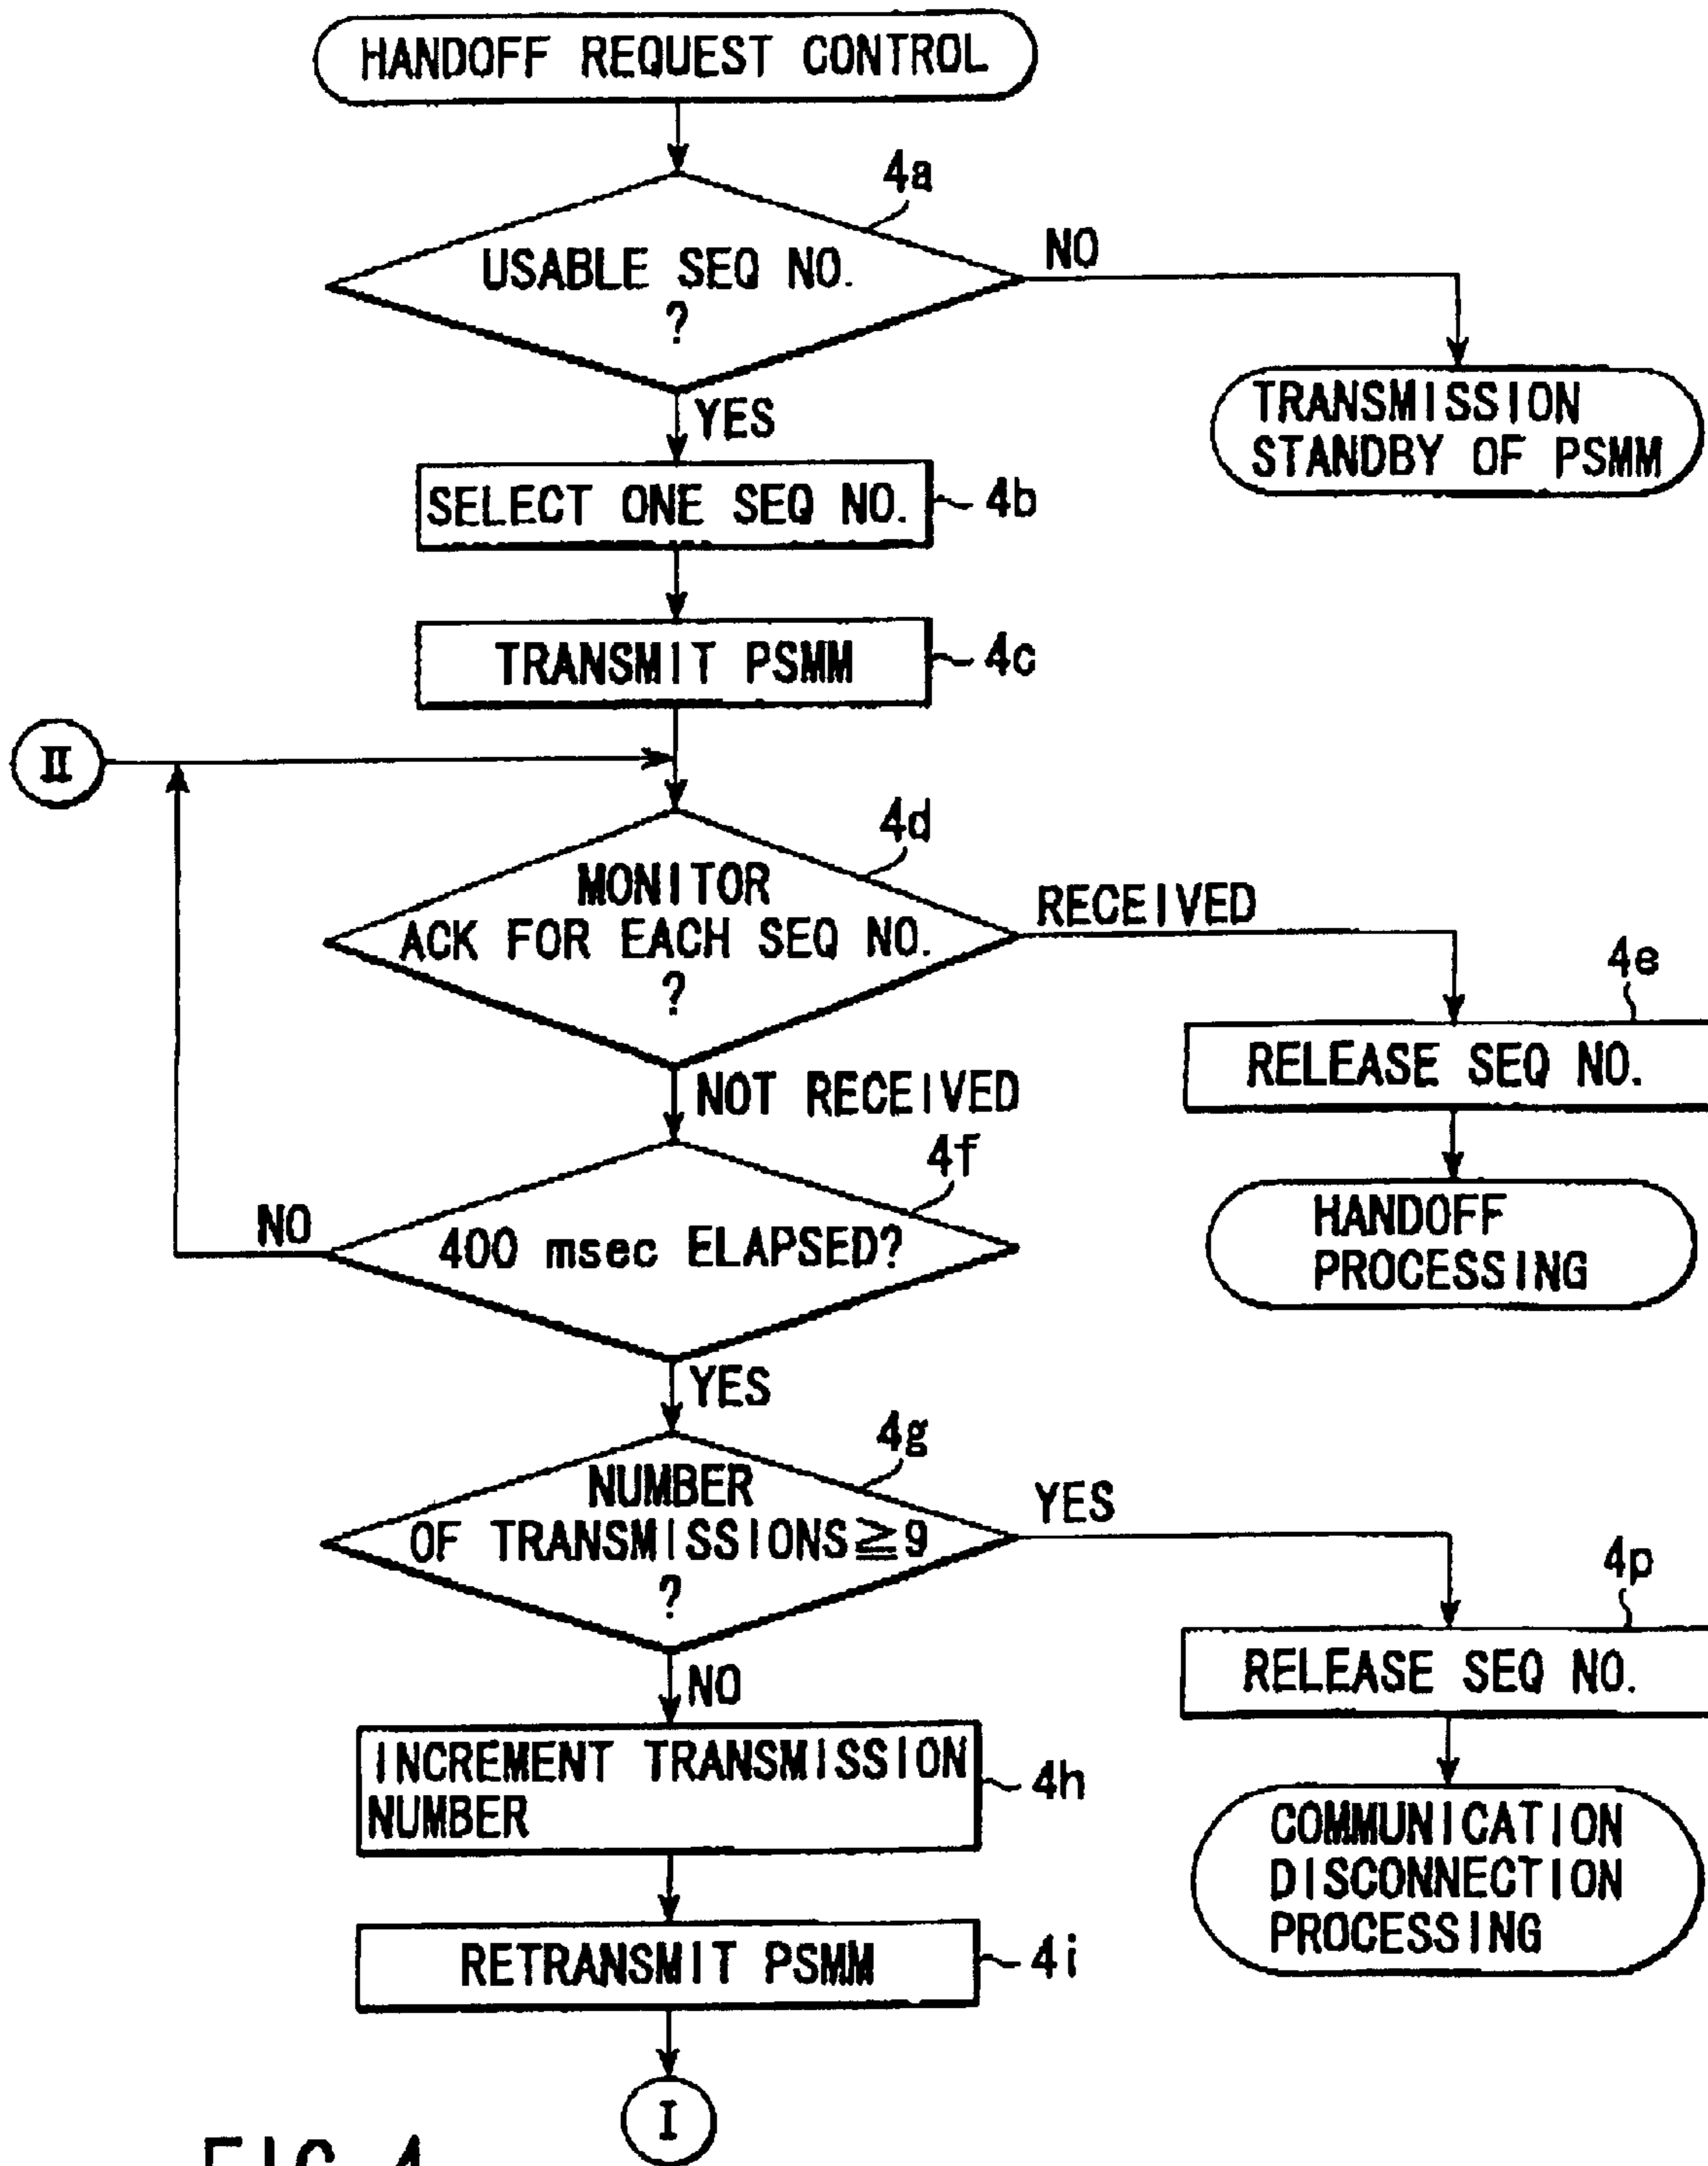 HANDOFF REQUEST CONTROL
4a
USABLE SEQ NO.
?
NO
TRANSMISSION
STANDBY OF PSMM
YES
SELECT ONE SEQ NO.
4b
TRANSMIT PSMM
4c
II
4d
MONITOR
ACK FOR EACH SEQ NO.
?
RECEIVED
4e
RELEASE SEQ NO.
HANDOFF
PROCESSING
NOT RECEIVED
4f
400 msec ELAPSED?
NO
YES
4g
NUMBER
OF TRANSMISSIONS≧9
?
YES
4p
RELEASE SEQ NO.
COMMUNICATION
DISCONNECTION
PROCESSING
NO
INCREMENT TRANSMISSION
NUMBER
4h
RETRANSMIT PSMM
4i
I
FIG. 4